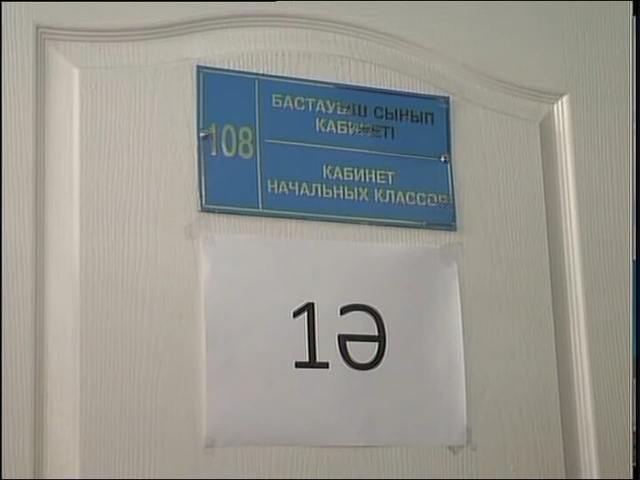 108
БАСТАУЫШ СЫНЫП
КАБИНЕТІ
КАБИНЕТ
НАЧАЛЬНЫХ КЛАССОВ
1Ә